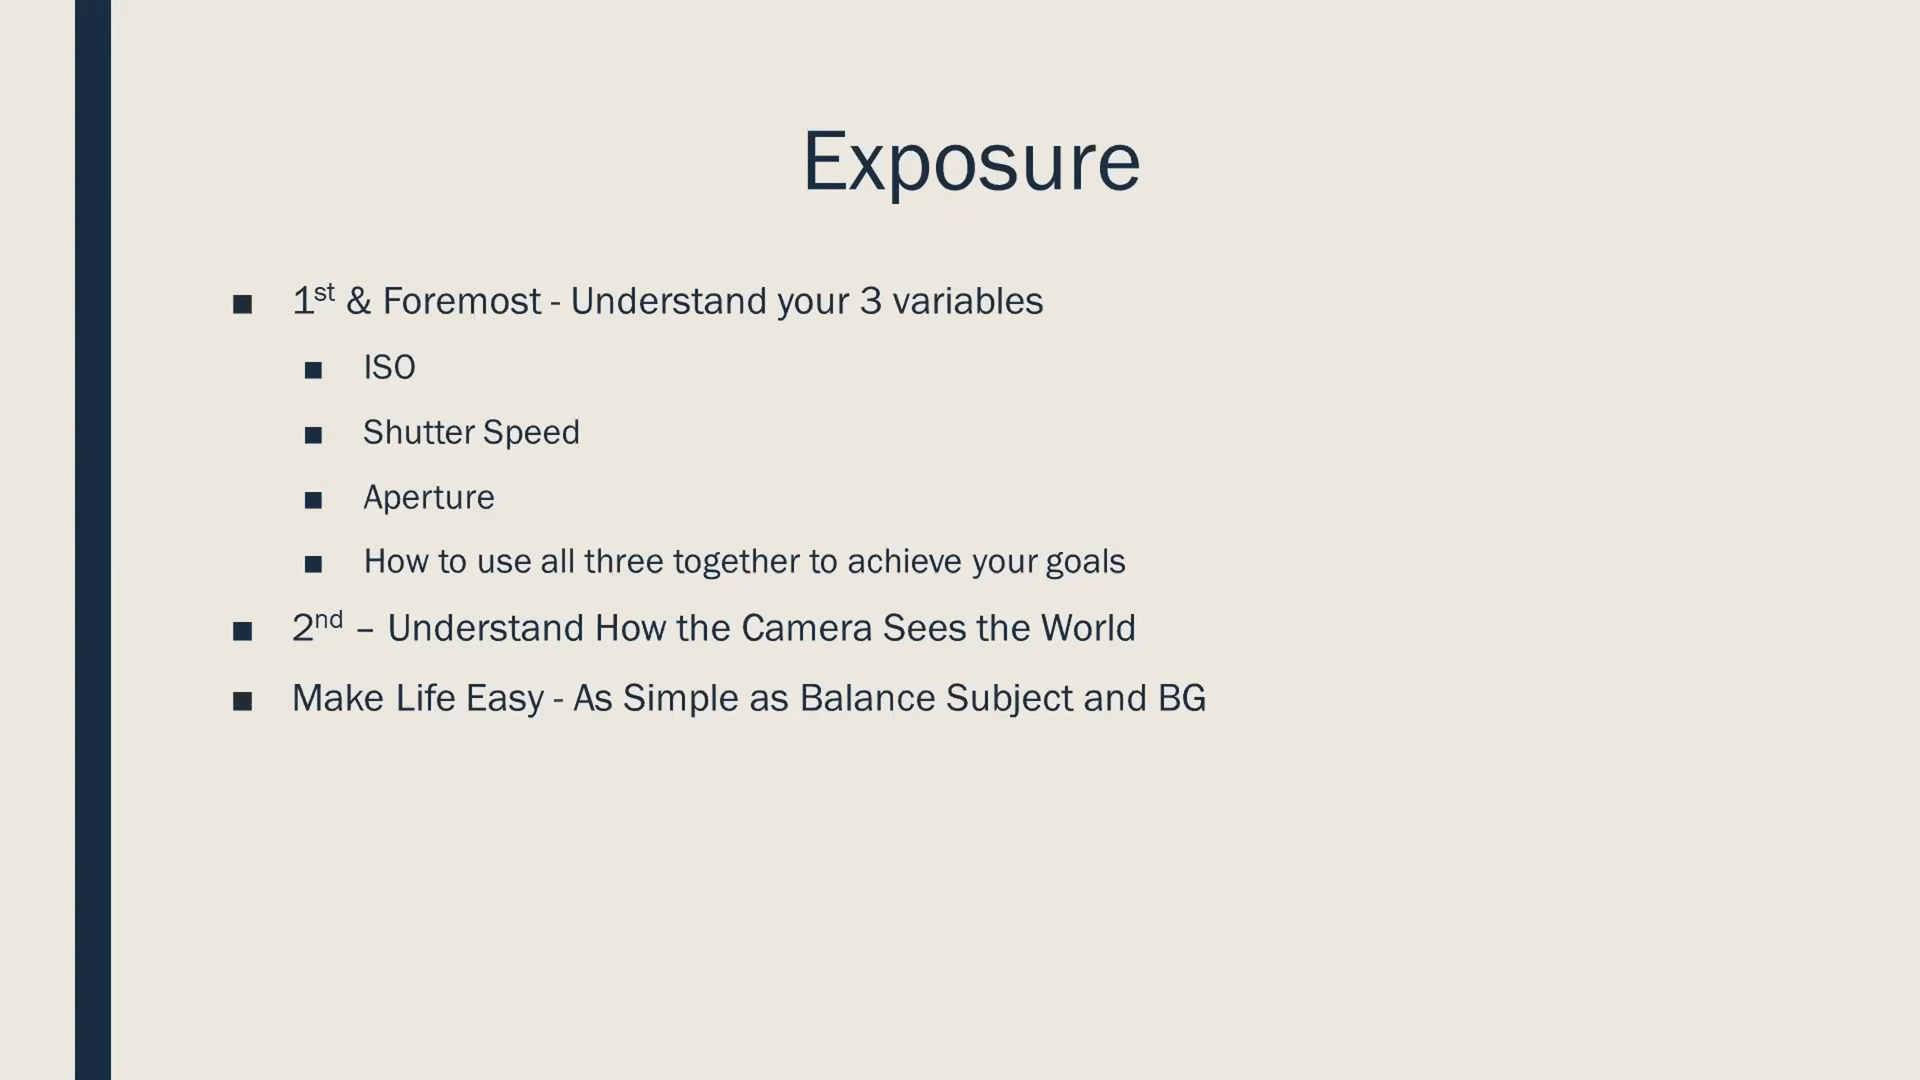 Exposure
■ 1st & Foremost - Understand your 3 variables
■ ISO
■ Shutter Speed
■ Aperture
■ How to use all three together to achieve your goals
■ 2nd – Understand How the Camera Sees the World
■ Make Life Easy - As Simple as Balance Subject and BG